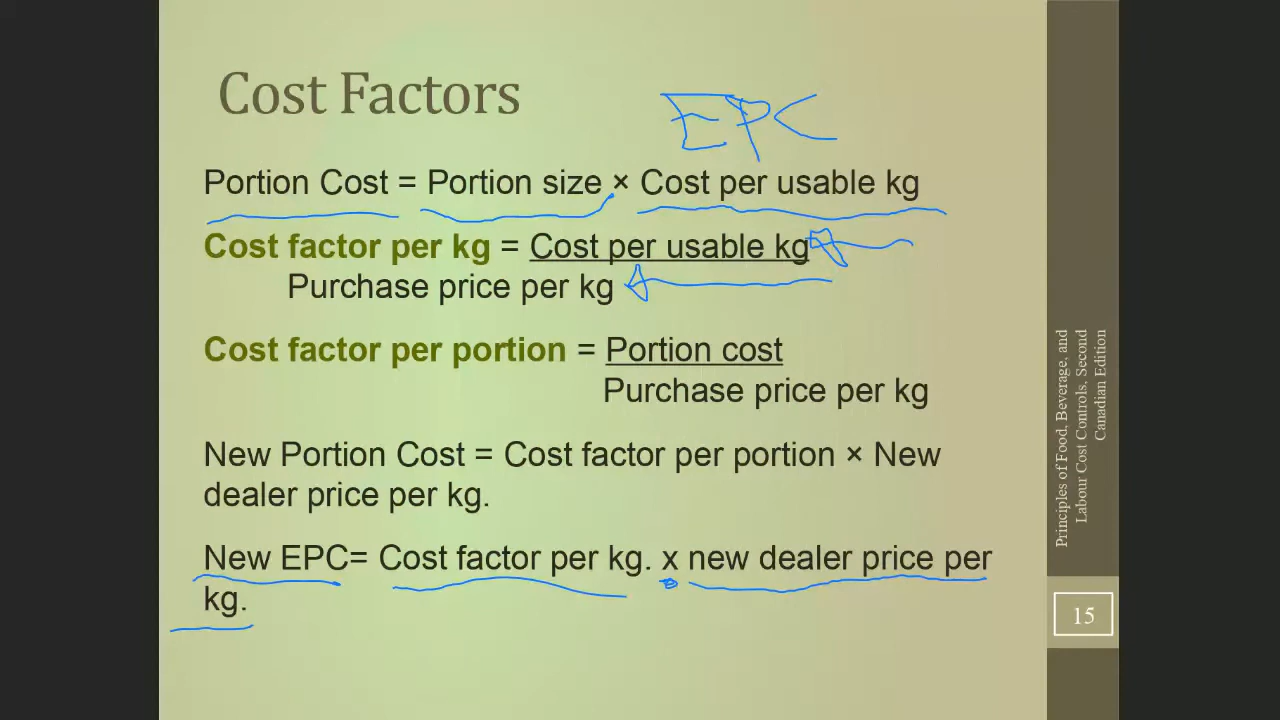 Cost Factors
EPC
Portion Cost = Portion size × Cost per usable kg
Cost factor per kg = Cost per usable kg
Purchase price per kg
Cost factor per portion = Portion cost
Purchase price per kg
New Portion Cost = Cost factor per portion × New
dealer price per kg.
New EPC= Cost factor per kg. x new dealer price per
kg.
Principles of Food, Beverage, and
Labour Cost Controls, Second
Canadian Edition
15